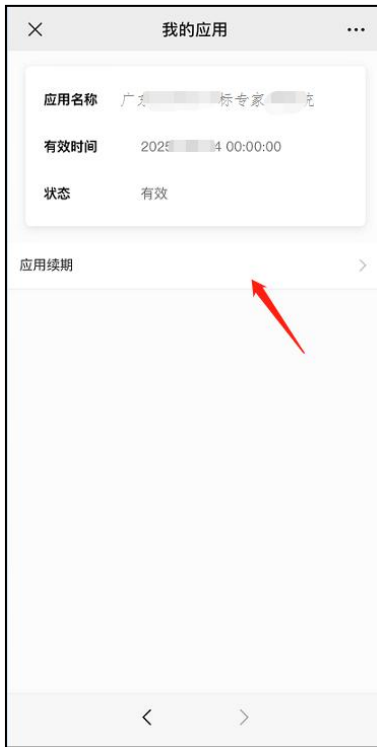 我的应用
应用名称 广 标专家
有效时间 2025 4 00:00:00
状态 有效
应用续期